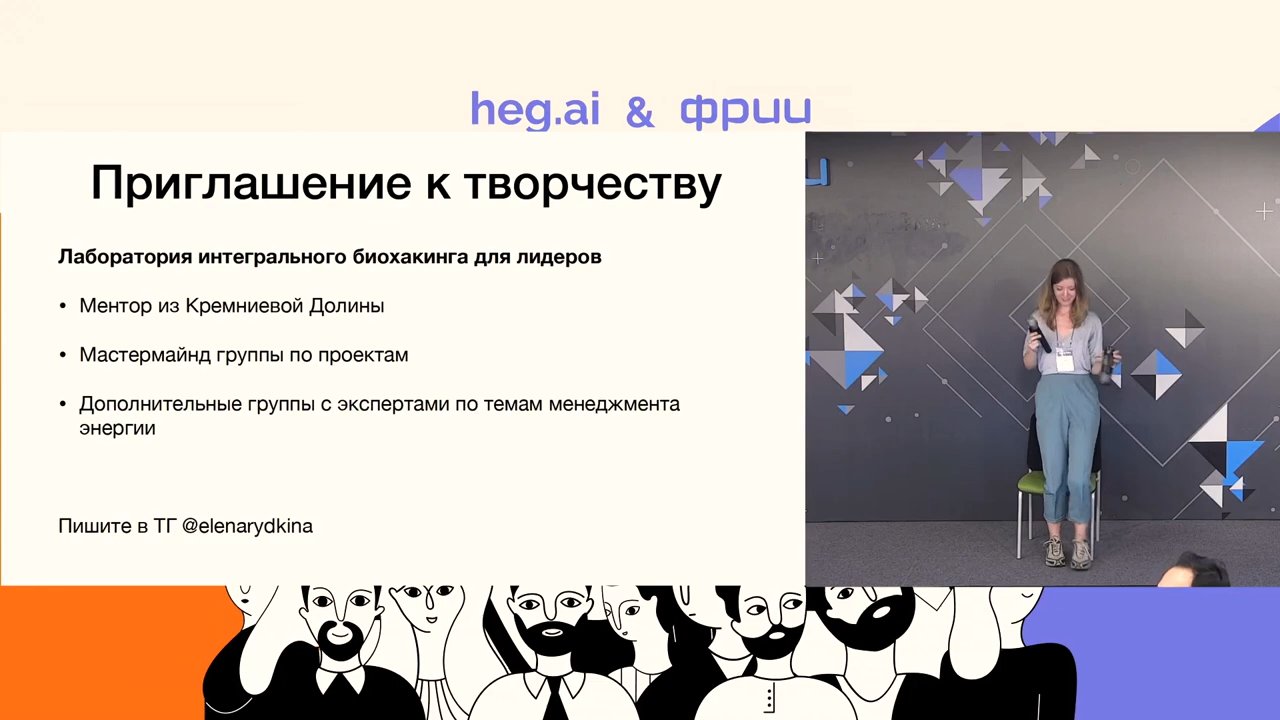 heg.ai & фрии
Приглашение к творчеству
Лаборатория интегрального биохакинга для лидеров
• Ментор из Кремниевой Долины
• Мастермайнд группы по проектам
• Дополнительные группы с экспертами по темам менеджмента
энергии
Пишите в ТГ @elenarydkina